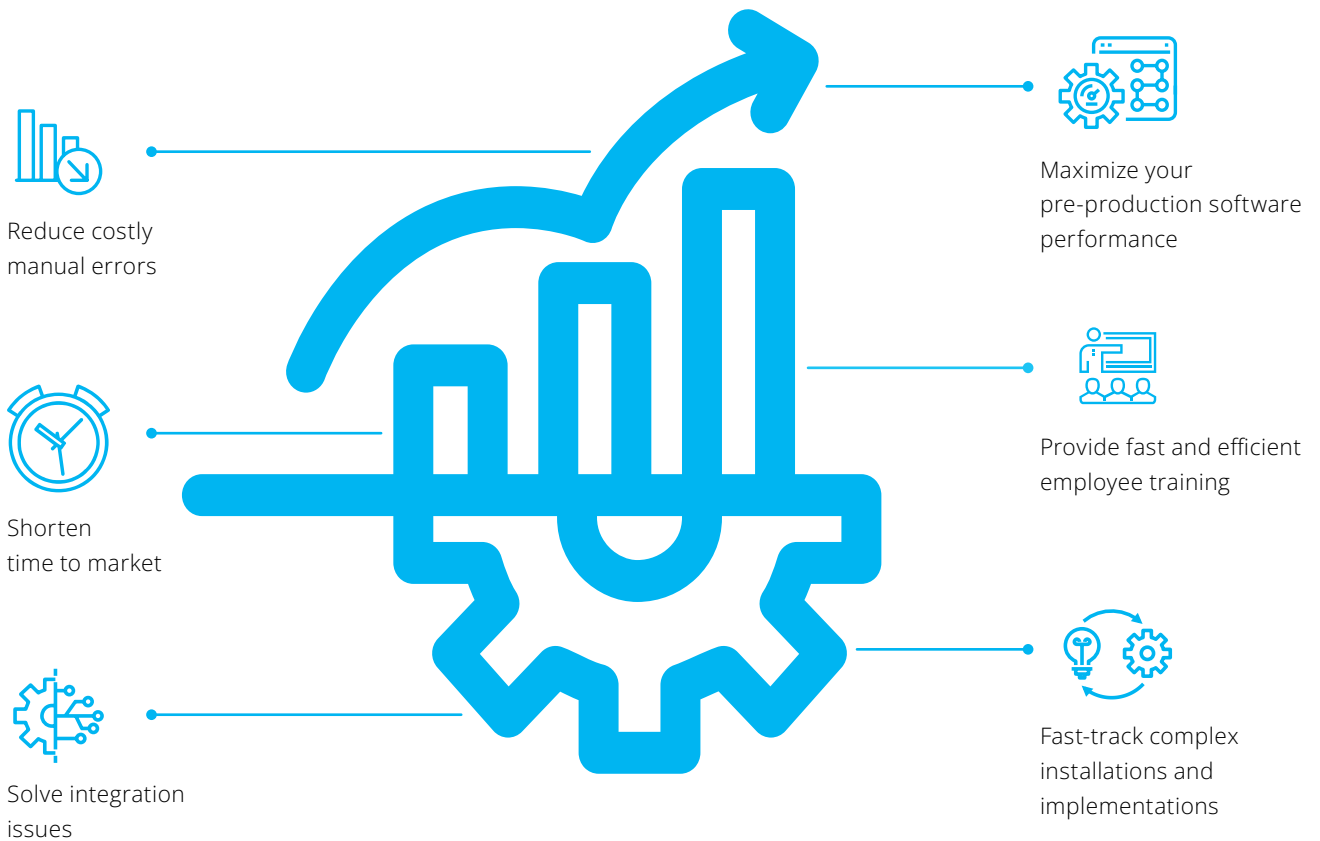 Reduce costly
manual errors
Shorten
time to market
Solve integration
issues
Maximize your
pre-production software
performance
Provide fast and efficient
employee training
Fast-track complex
installations and
implementations